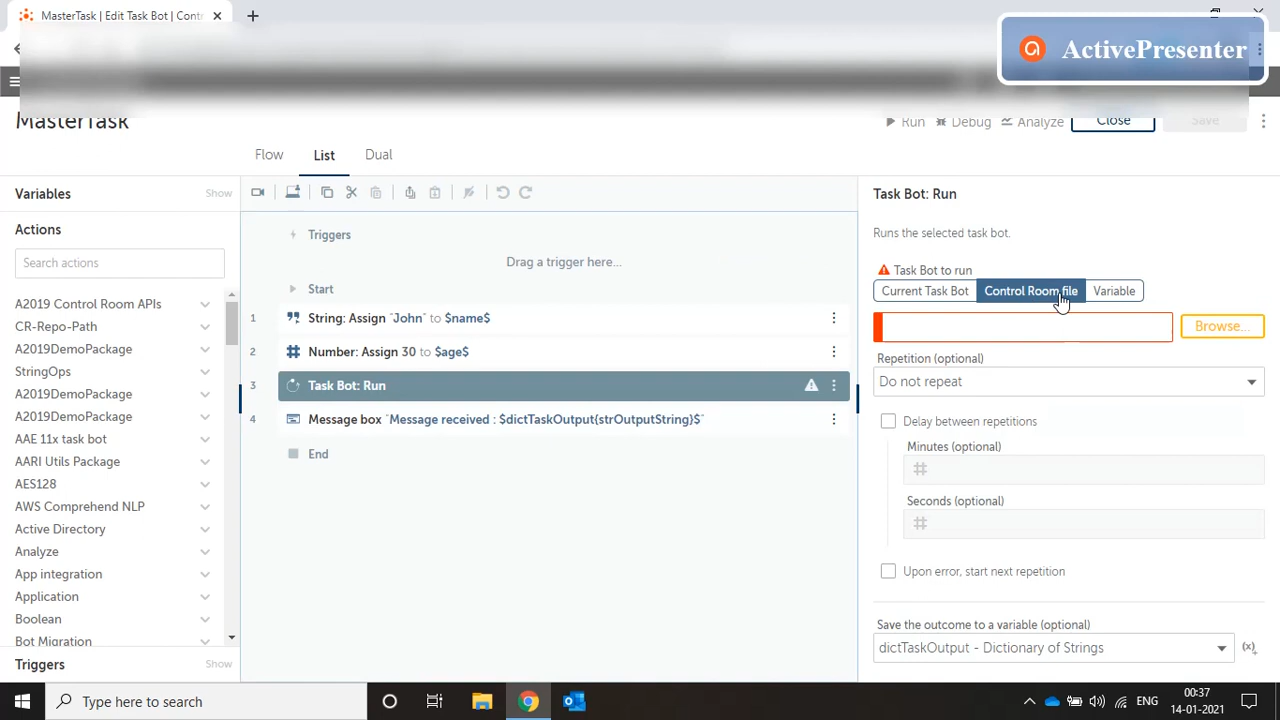 MasterTask | Edit Task Bot | Contr
ActivePresenter
MasterTask
Run
Debug
Analyze
Close
Save
Flow
List
Dual
Variables
Show
Actions
Search actions
A2019 Control Room APIs
CR-Repo-Path
A2019DemoPackage
StringOps
A2019DemoPackage
A2019DemoPackage
AAE 11x task bot
AARI Utils Package
AES128
AWS Comprehend NLP
Active Directory
Analyze
App integration
Application
Boolean
Bot Migration
Triggers
Show
Triggers
Drag a trigger here...
Start
1 String: Assign "John" to $name$
2 Number: Assign 30 to $age$
3 Task Bot: Run
4 Message box "Message received : $dictTaskOutput{strOutputString}$"
End
Task Bot: Run
Runs the selected task bot.
Task Bot to run
Current Task Bot
Control Room file
Variable
Browse...
Repetition (optional)
Do not repeat
Delay between repetitions
Minutes (optional)
#
Seconds (optional)
#
Upon error, start next repetition
Save the outcome to a variable (optional)
dictTaskOutput - Dictionary of Strings
(x)+
Type here to search
ENG
00:37
14-01-2021